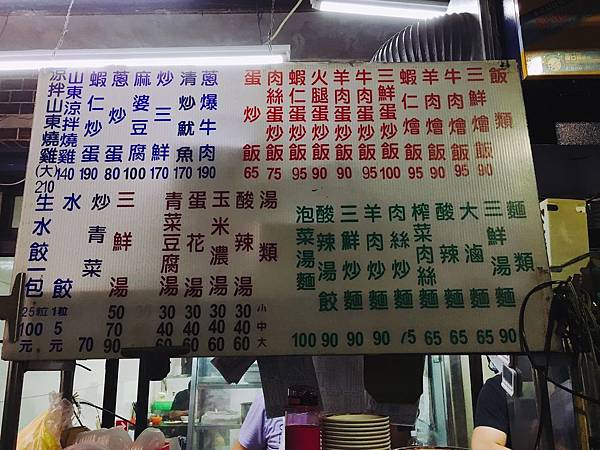 飯類
三鮮燴飯 90
牛肉燴飯 95
羊肉燴飯 90
蝦仁燴飯 95
三鮮蛋炒飯 100
牛肉蛋炒飯 95
羊肉蛋炒飯 90
火腿蛋炒飯 90
蝦仁蛋炒飯 95
肉絲蛋炒飯 75
蛋炒飯 65
蔥爆牛肉 190
清炒魷魚 170
炒三鮮 170
麻婆豆腐 100
蔥炒蛋 80
蝦仁炒蛋 190
山東涼拌燒雞 140
涼拌山東燒雞(大) 210
麵類
三鮮湯麵 90
大滷麵 65
酸辣麵 65
榨菜肉絲麵 65
肉絲炒麵 75
羊肉炒麵 90
三鮮炒麵 90
酸辣湯餃 90
泡菜湯麵 100
湯類 小 中 大
酸辣湯 30 40 60
玉米濃湯 30 40 60
蛋花湯 30 40 60
青菜豆腐湯 30 40 60
三鮮湯 50 70 90
炒青菜 70
水餃 1粒 5元
生水餃一包 25粒 100元